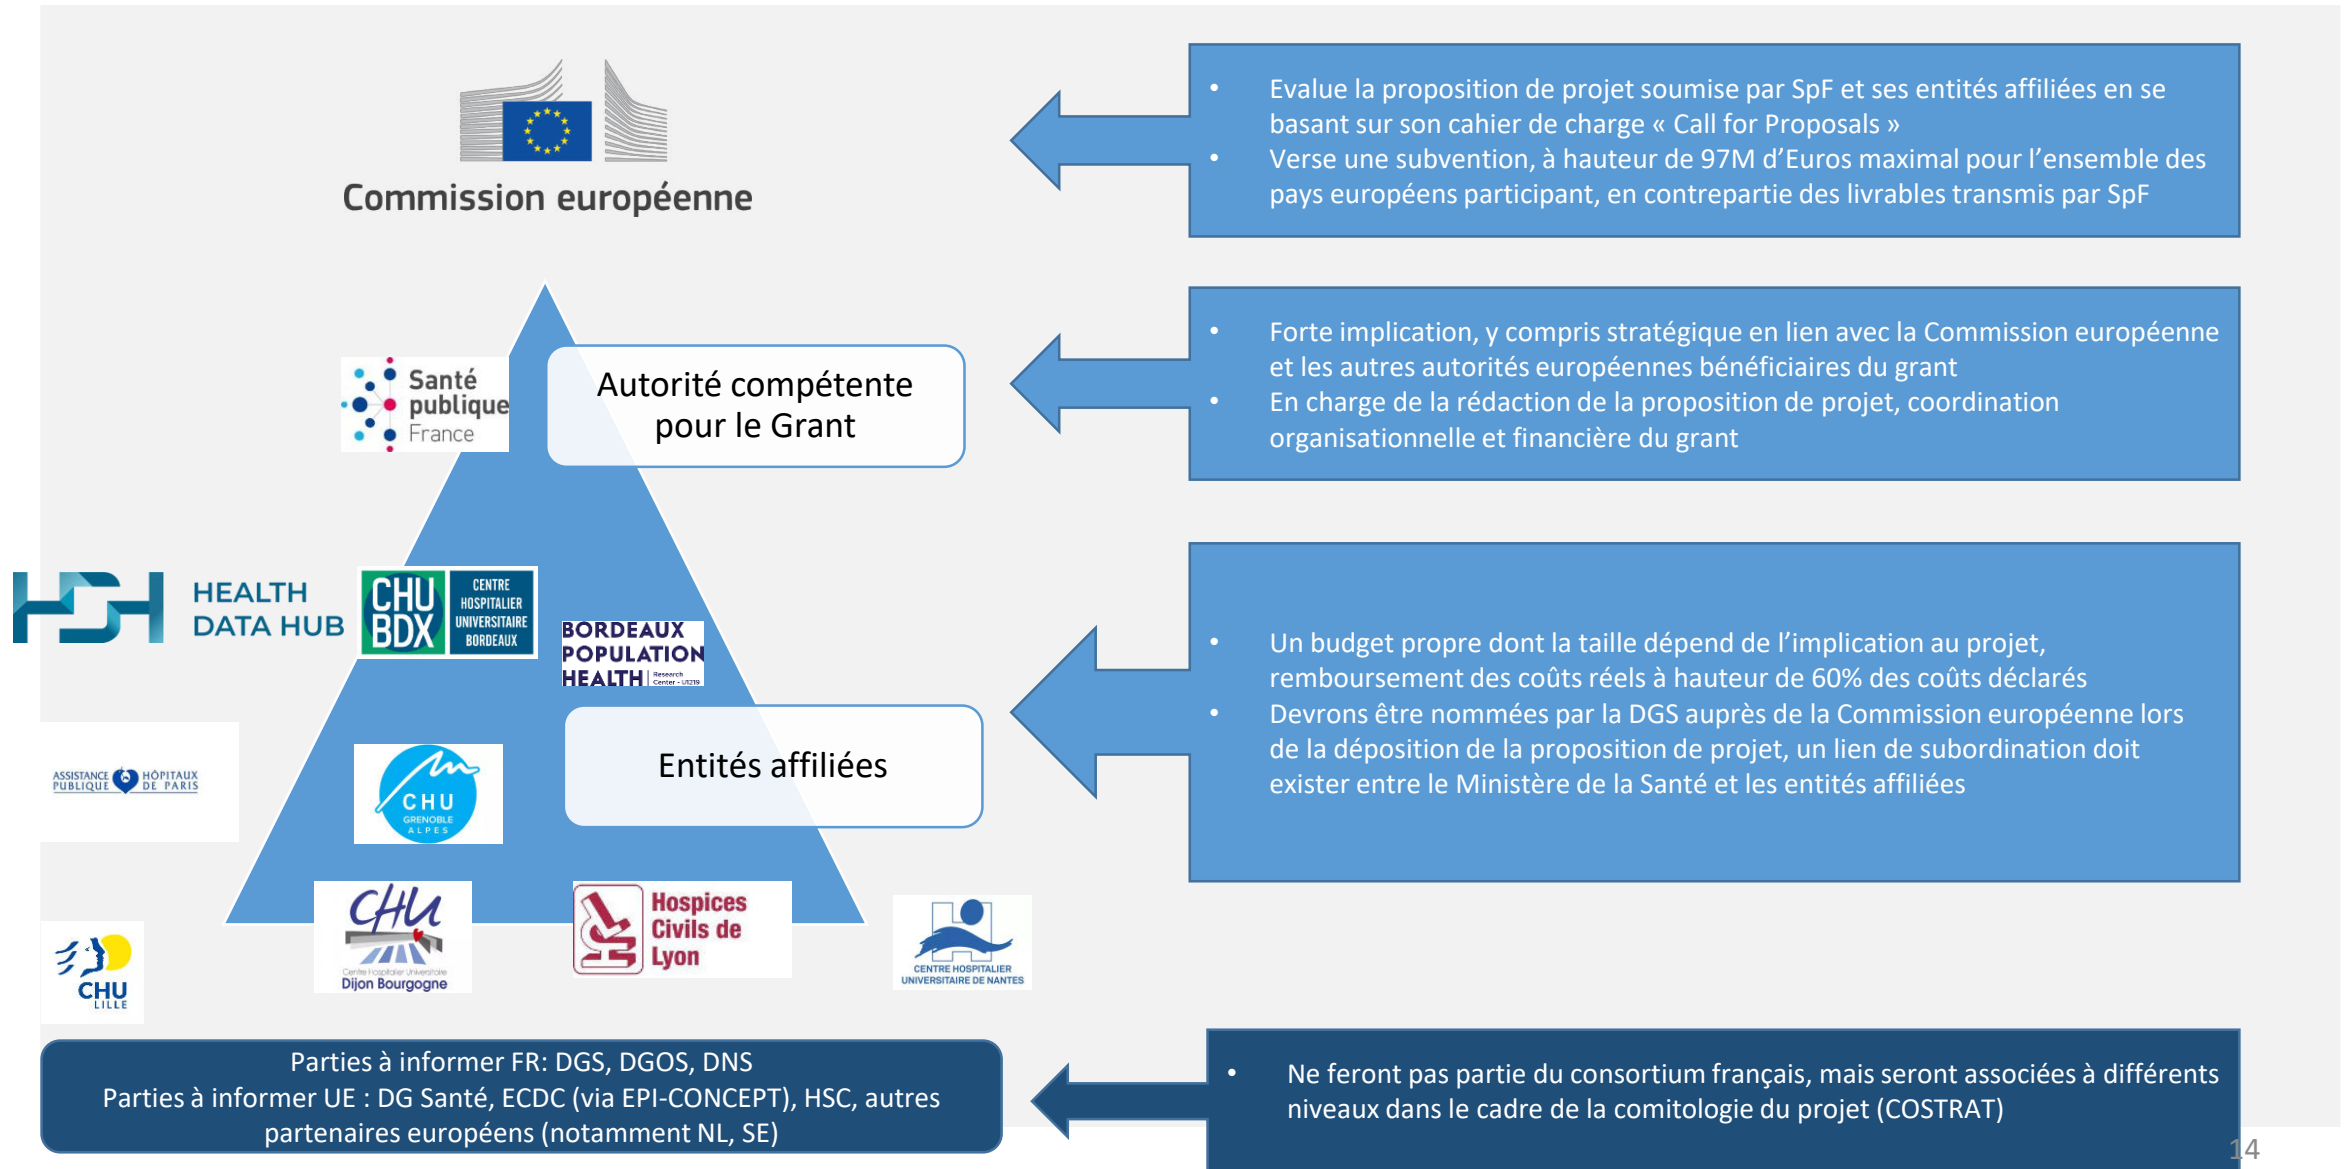 Commission européenne
• Evalue la proposition de projet soumise par SpF et ses entités affiliées en se
basant sur son cahier de charge « Call for Proposals »
• Verse une subvention, à hauteur de 97M d’Euros maximal pour l’ensemble des
pays européens participant, en contrepartie des livrables transmis par SpF
Santé
publique
France
Autorité compétente
pour le Grant
• Forte implication, y compris stratégique en lien avec la Commission européenne
et les autres autorités européennes bénéficiaires du grant
• En charge de la rédaction de la proposition de projet, coordination
organisationnelle et financière du grant
HEALTH
DATA HUB
CHU
BDX
CENTRE
HOSPITALIER
UNIVERSITAIRE
BORDEAUX
BORDEAUX
POPULATION
HEALTH
Research
Center - U1219
ASSISTANCE HÔPITAUX
PUBLIQUE DE PARIS
CHU
GRENOBLE
ALPES
Entités affiliées
• Un budget propre dont la taille dépend de l’implication au projet,
remboursement des coûts réels à hauteur de 60% des coûts déclarés
• Devrons être nommées par la DGS auprès de la Commission européenne lors
de la déposition de la proposition de projet, un lien de subordination doit
exister entre le Ministère de la Santé et les entités affiliées
CHU
LILLE
CHU
Centre Hospitalier Universitaire
Dijon Bourgogne
Hospices
Civils de
Lyon
CENTRE HOSPITALIER
UNIVERSITAIRE DE NANTES
Parties à informer FR: DGS, DGOS, DNS
Parties à informer UE : DG Santé, ECDC (via EPI-CONCEPT), HSC, autres
partenaires européens (notamment NL, SE)
• Ne feront pas partie du consortium français, mais seront associées à différents
niveaux dans le cadre de la comitologie du projet (COSTRAT)
14